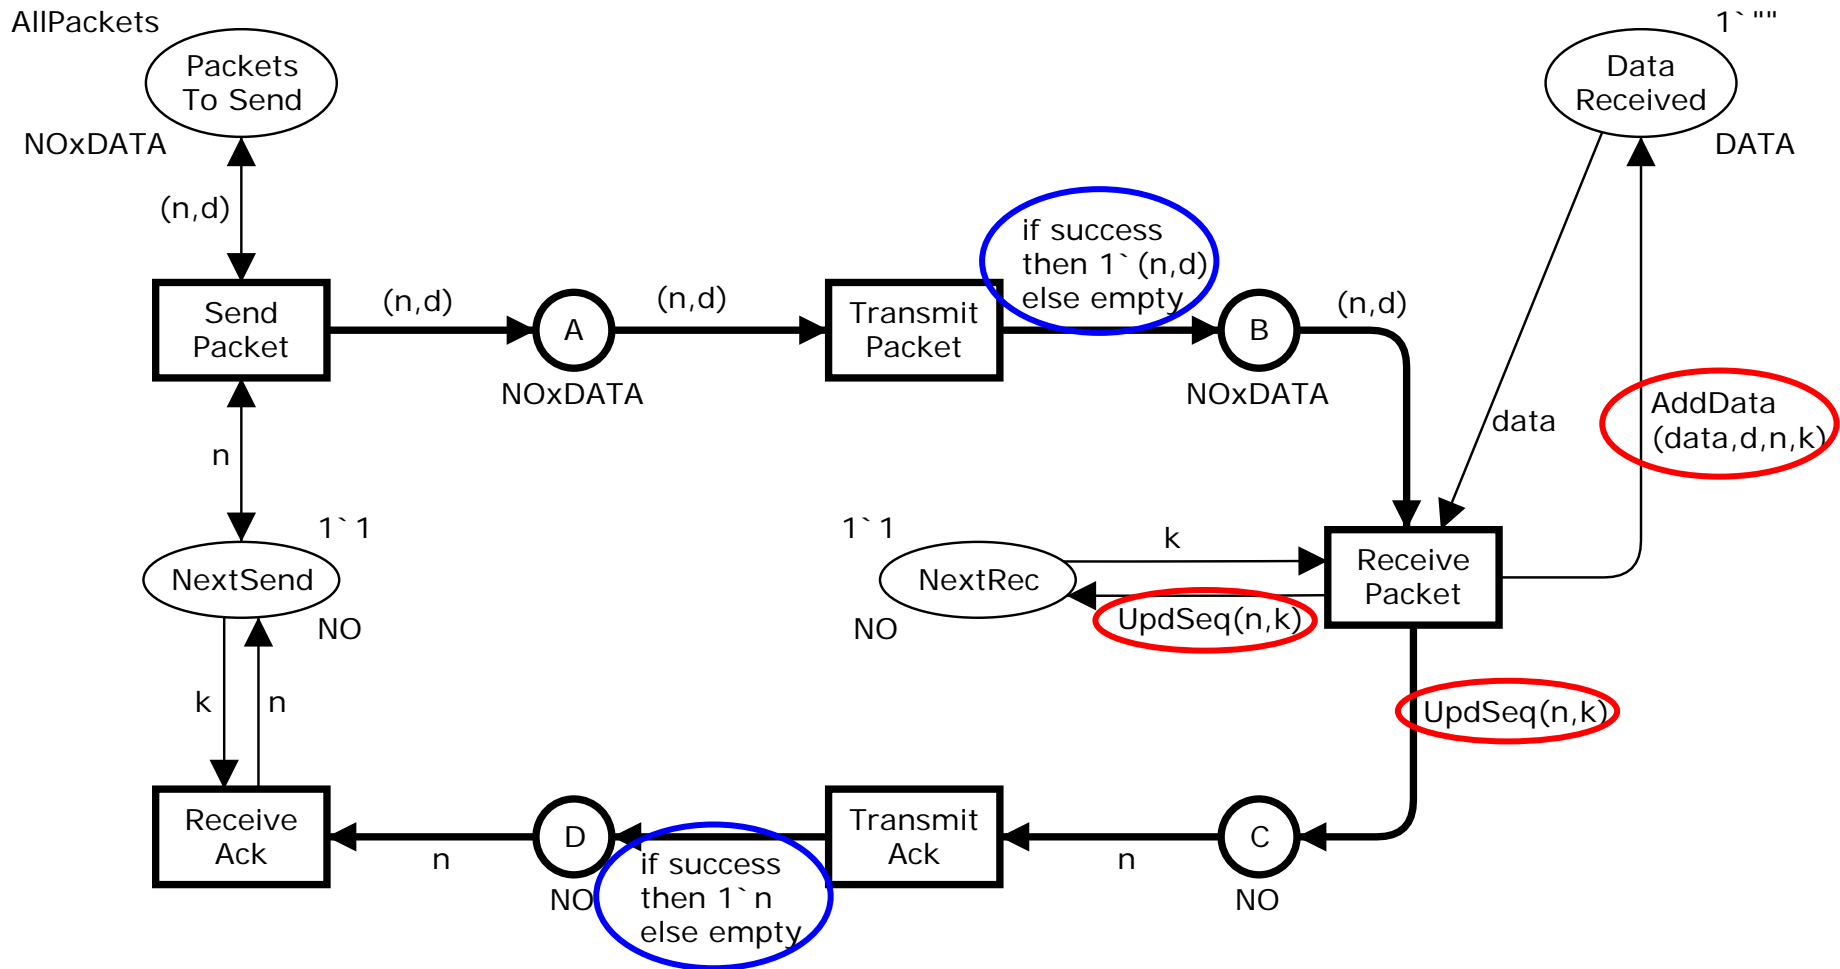 AllPackets
1`""
Packets
To Send
Data
Received
NOxDATA
DATA
(n,d)
if success
then 1`(n,d)
else empty
Send
Packet
(n,d)
A
NOxDATA
(n,d)
Transmit
Packet
B
NOxDATA
(n,d)
data
AddData
(data,d,n,k)
n
1`1
NextSend
NO
1`1
NextRec
NO
k
UpdSeq(n,k)
Receive
Packet
k
n
UpdSeq(n,k)
Receive
Ack
n
D
NO
if success
then 1`n
else empty
Transmit
Ack
n
C
NO